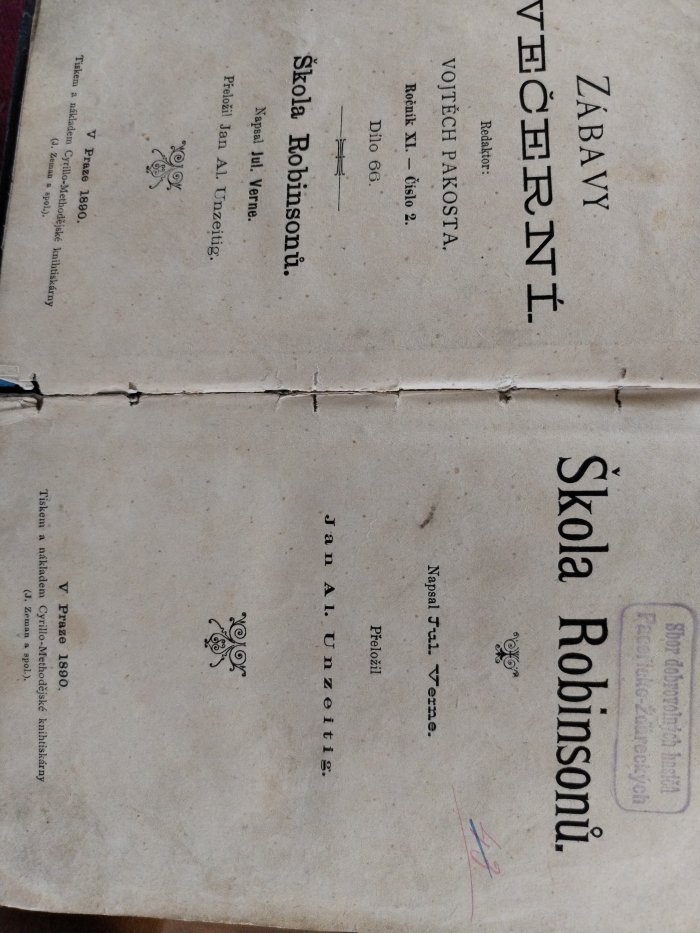 ZÁBAVY
VEČERNÍ.
Redaktor:
VOJTĚCH PAKOSTA.
Ročník XI. — Číslo 2.
Dílo 66.
Škola Robinsonů.
Napsal Jul. Verne.
Přeložil Jan Al. Unzeitig.
V Praze 1890.
Tiskem a nákladem Cyrillo-Methodějské knihtiskárny
(J. Zeman a spol.).
Sbor dobrovolných hasičů
Škola Robinsonů.
Napsal Jul. Verne.
Přeložil
Jan Al. Unzeitig.
V Praze 1890.
Tiskem a nákladem Cyrillo-Methodějské knihtiskárny
(J. Zeman a spol.).